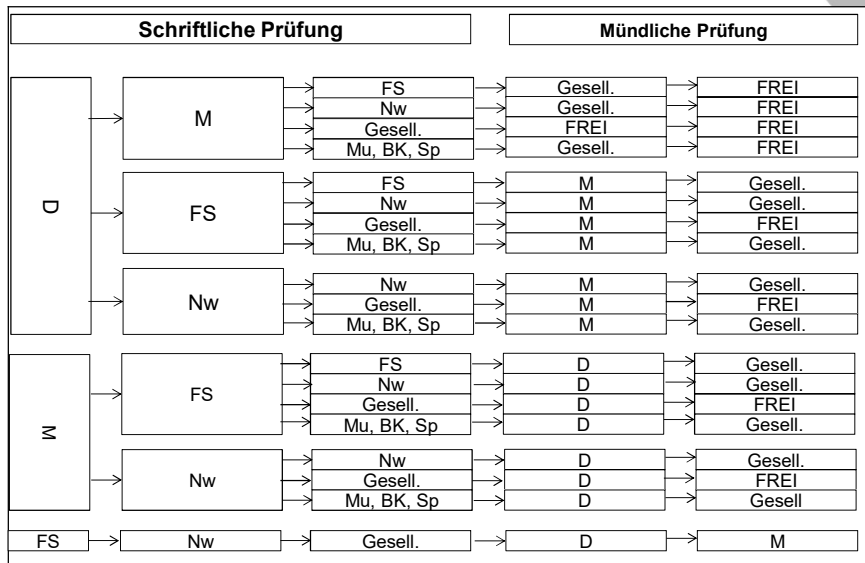 Schriftliche Prüfung Mündliche Prüfung
D
M
FS Gesell. FREI
Nw Gesell. FREI
Gesell. FREI FREI
Mu, BK, Sp Gesell. FREI
FS
FS M Gesell.
Nw M Gesell.
Gesell. M FREI
Mu, BK, Sp M Gesell.
Nw
Nw M Gesell.
Gesell. M FREI
Mu, BK, Sp M Gesell.
M
FS
FS D Gesell.
Nw D Gesell.
Gesell. D FREI
Mu, BK, Sp D Gesell.
Nw
Nw D Gesell.
Gesell. D FREI
Mu, BK, Sp D Gesell
FS Nw Gesell. D M